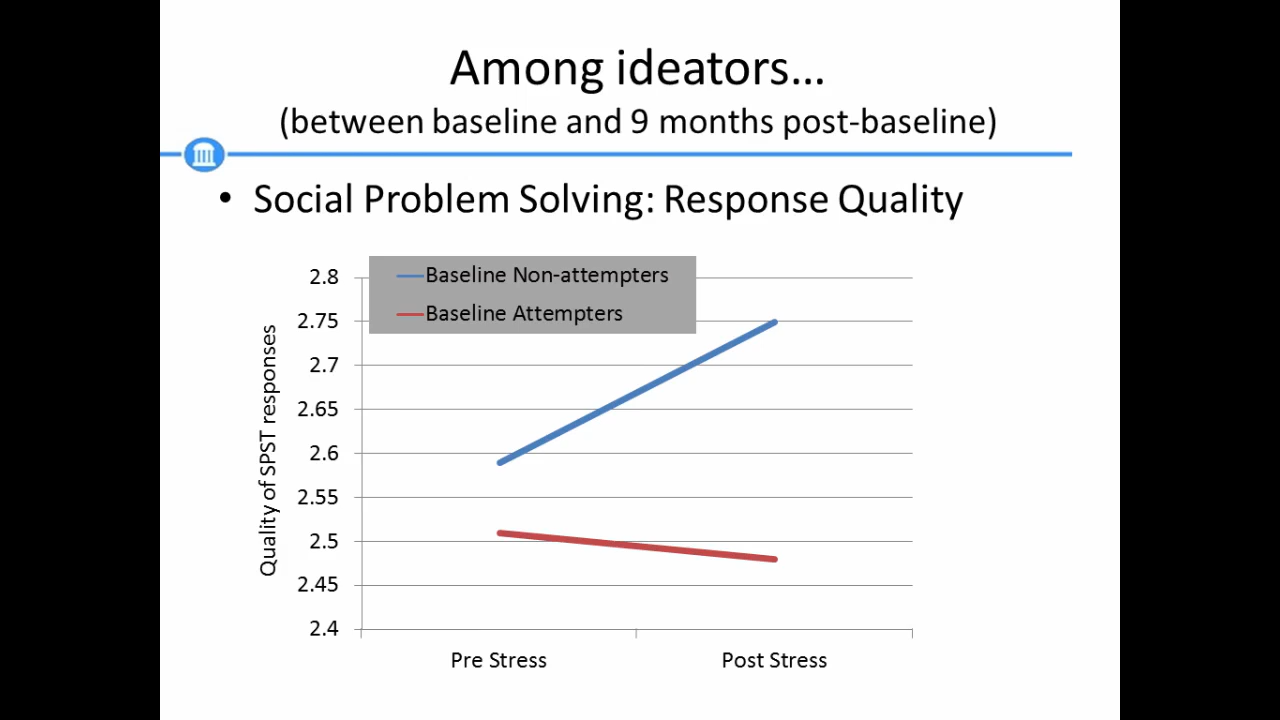 Among ideators…
(between baseline and 9 months post-baseline)
• Social Problem Solving: Response Quality
Baseline Non-attempters
Baseline Attempters
Quality of SPST responses
2.8
2.75
2.7
2.65
2.6
2.55
2.5
2.45
2.4
Pre Stress
Post Stress